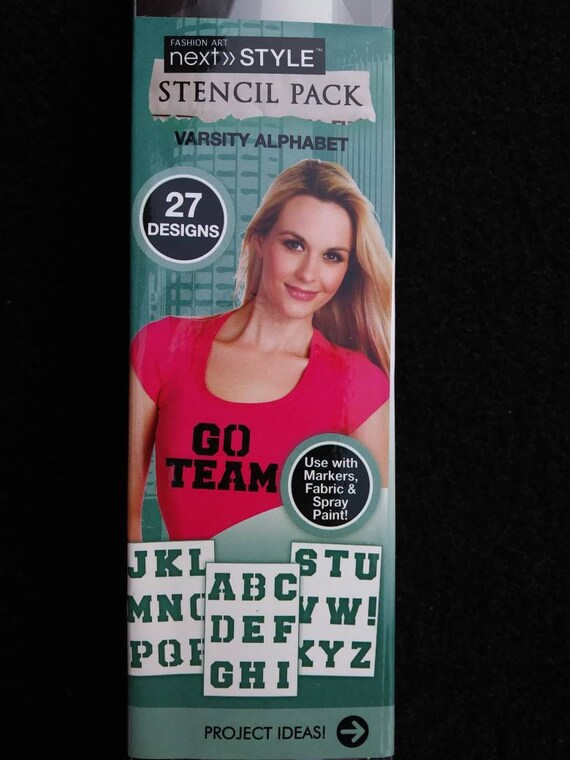 FASHION ART
next» STYLE™
STENCIL PACK
VARSITY ALPHABET
27
DESIGNS
GO
TEAM
Use with
Markers,
Fabric &
Spray
Paint!
JKL
MNO
PQR
ABC
DEF
GHI
STU
VW!
XYZ
PROJECT IDEAS!